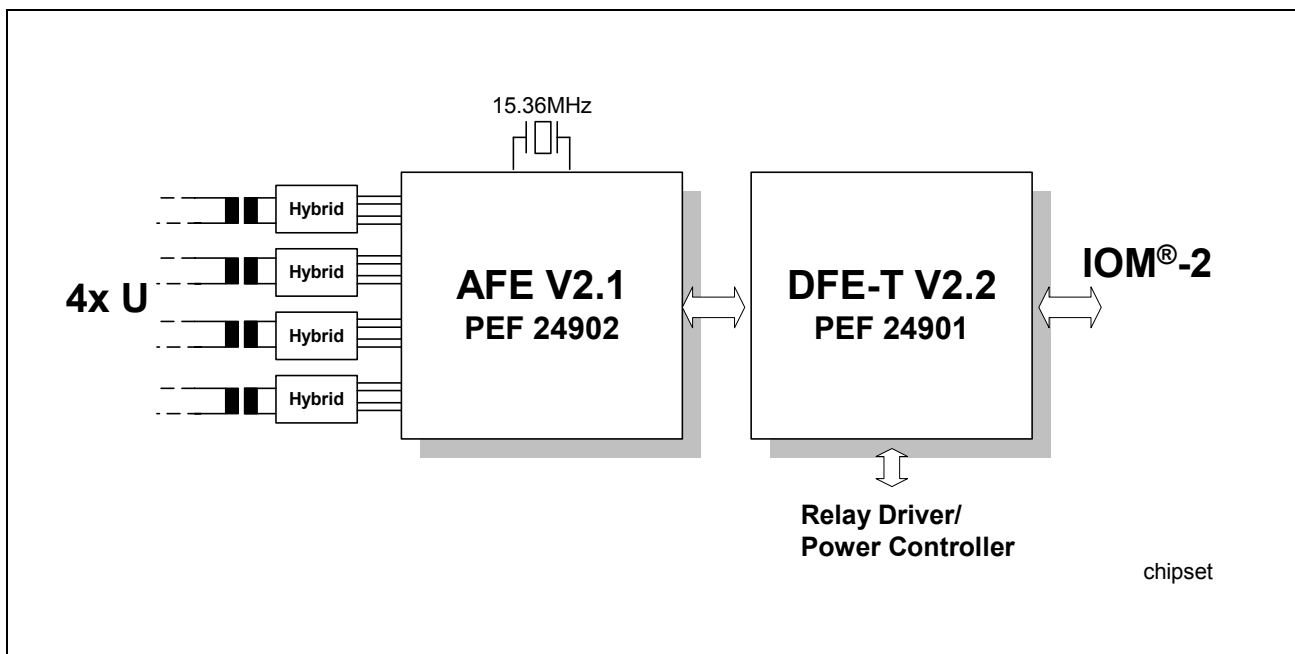 15.36MHz
Hybrid
Hybrid
Hybrid
Hybrid
4x U
AFE V2.1
PEF 24902
DFE-T V2.2
PEF 24901
IOM®-2
Relay Driver/
Power Controller
chipset